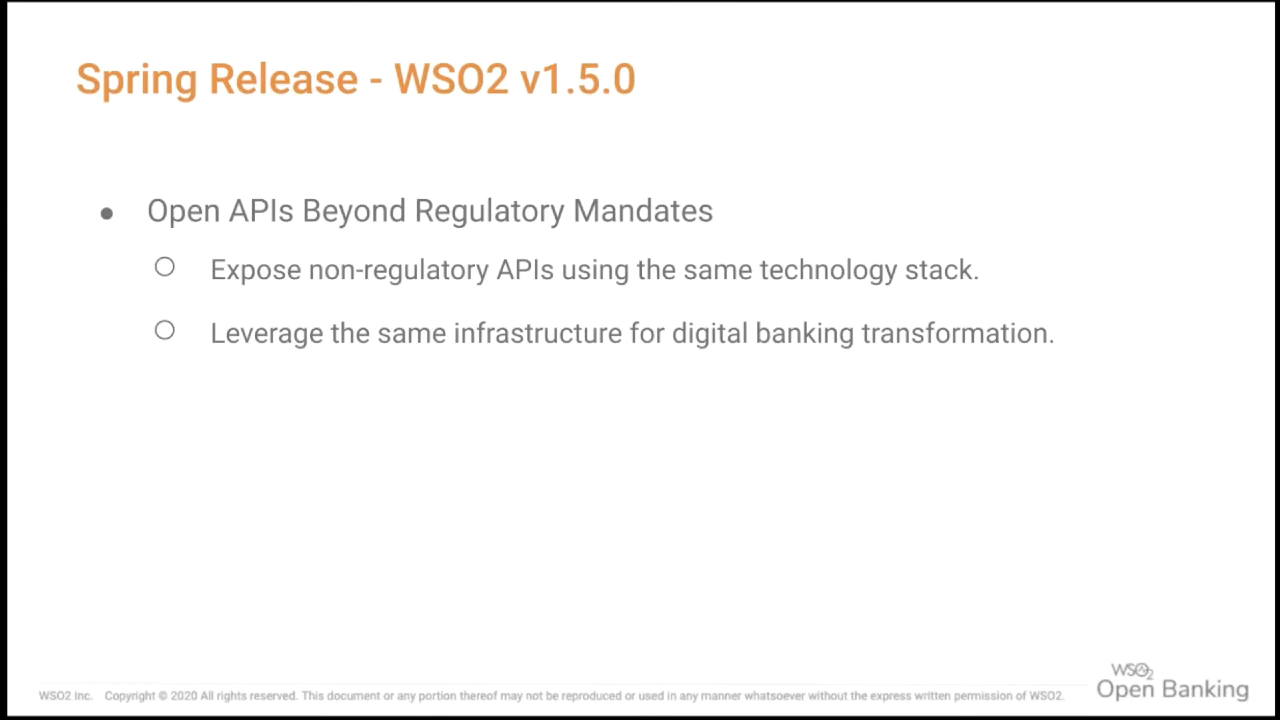 Spring Release - WSO2 v1.5.0
● Open APIs Beyond Regulatory Mandates
○ Expose non-regulatory APIs using the same technology stack.
○ Leverage the same infrastructure for digital banking transformation.
WSO2 Inc. Copyright © 2020 All rights reserved. This document or any portion thereof may not be reproduced or used in any manner whatsoever without the express written permission of WSO2.
WSO2
Open Banking